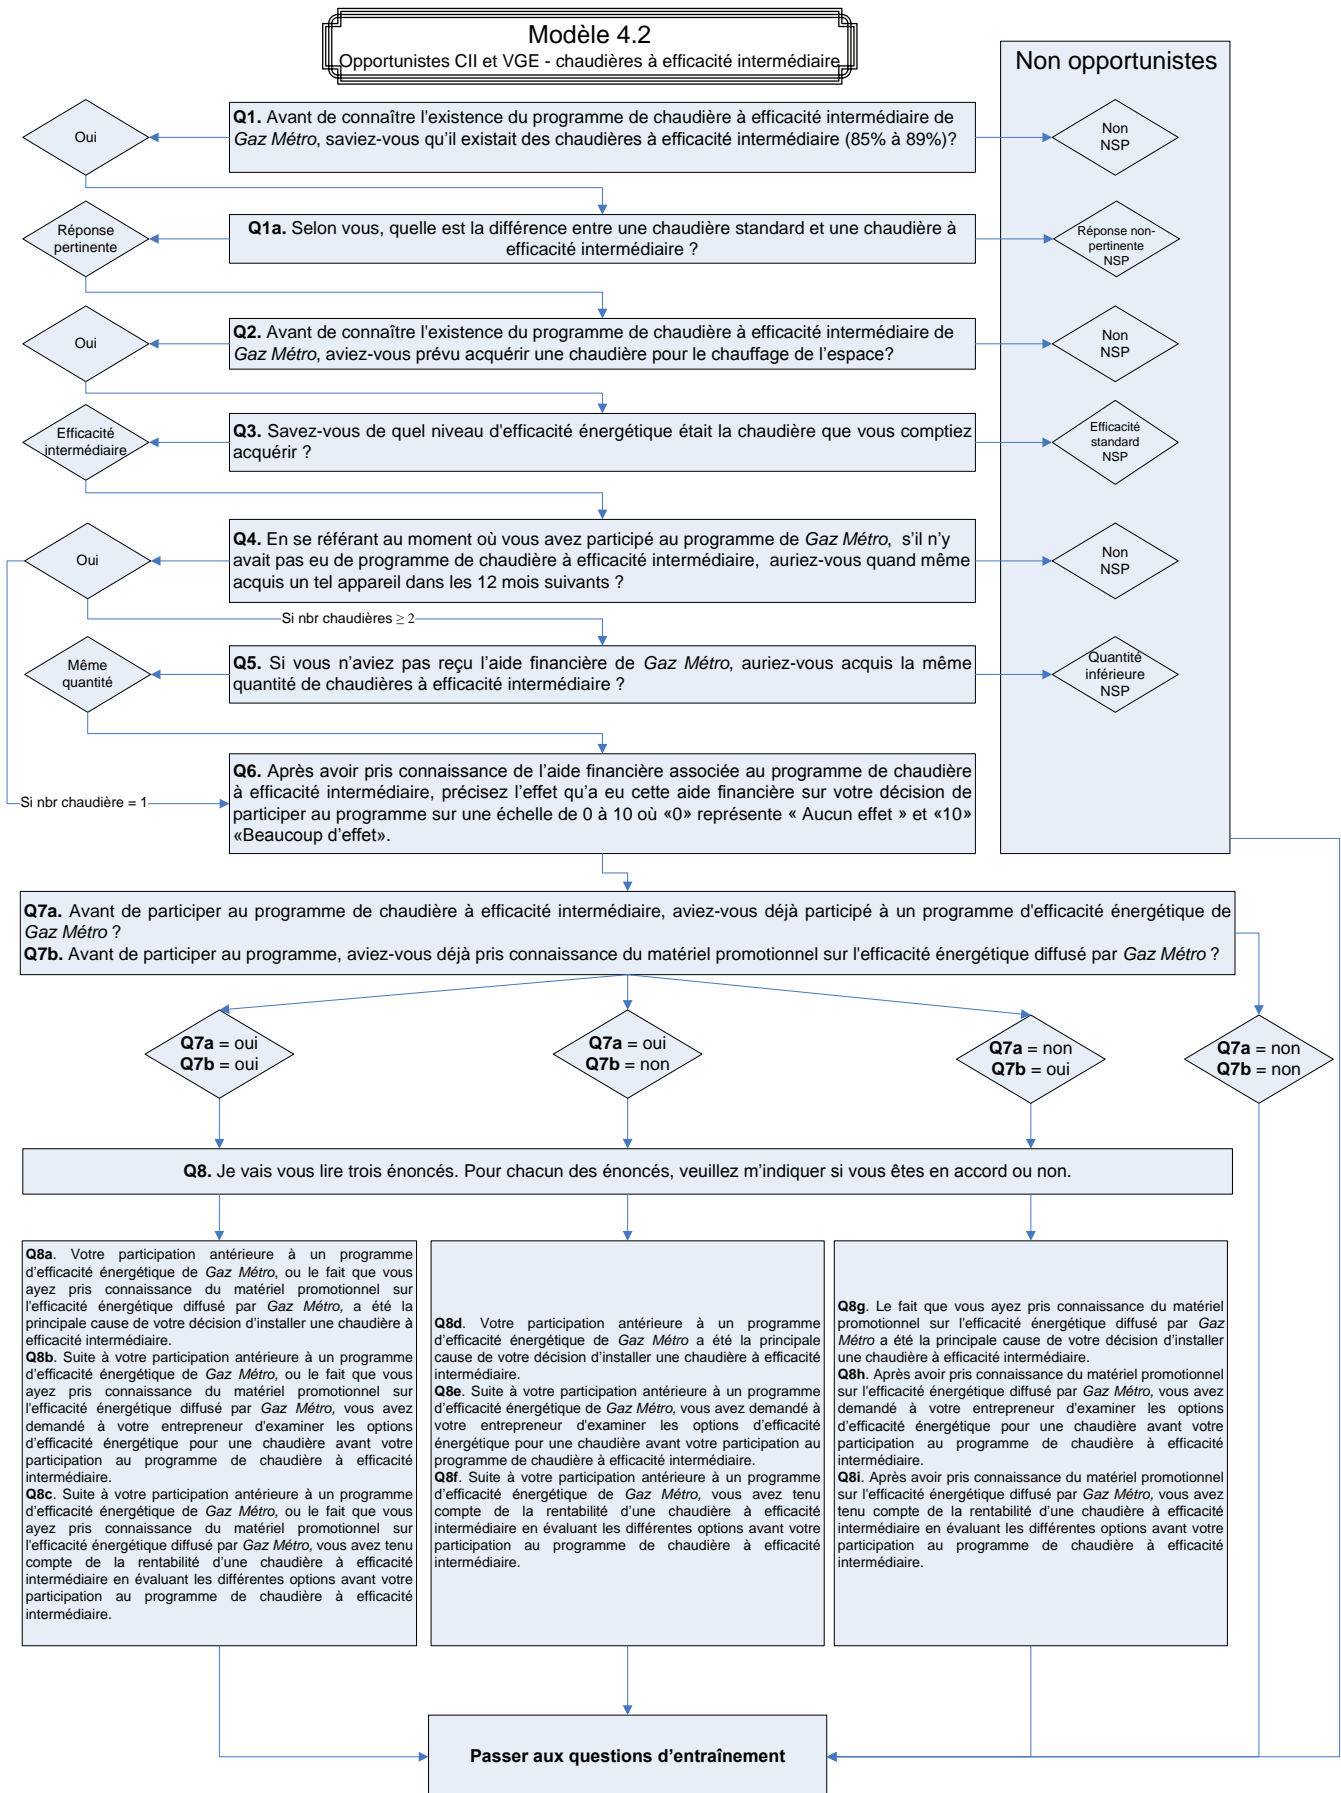 Modèle 4.2
Opportunistes CII et VGE - chaudières à efficacité intermédiaire
Non opportunistes
Oui
Q1. Avant de connaître l'existence du programme de chaudière à efficacité intermédiaire de
Gaz Métro, saviez-vous qu'il existait des chaudières à efficacité intermédiaire (85% à 89%)?
Non
NSP
Réponse
pertinente
Q1a. Selon vous, quelle est la différence entre une chaudière standard et une chaudière à
efficacité intermédiaire ?
Réponse non-
pertinente
NSP
Oui
Q2. Avant de connaître l'existence du programme de chaudière à efficacité intermédiaire de
Gaz Métro, aviez-vous prévu acquérir une chaudière pour le chauffage de l'espace?
Non
NSP
Efficacité
intermédiaire
Q3. Savez-vous de quel niveau d'efficacité énergétique était la chaudière que vous comptiez
acquérir ?
Efficacité
standard
NSP
Oui
Q4. En se référant au moment où vous avez participé au programme de Gaz Métro, s'il n'y
avait pas eu de programme de chaudière à efficacité intermédiaire, auriez-vous quand même
acquis un tel appareil dans les 12 mois suivants ?
Non
NSP
Si nbr chaudières ≥ 2
Même
quantité
Q5. Si vous n'aviez pas reçu l'aide financière de Gaz Métro, auriez-vous acquis la même
quantité de chaudières à efficacité intermédiaire ?
Quantité
inférieure
NSP
Si nbr chaudière = 1
Q6. Après avoir pris connaissance de l'aide financière associée au programme de chaudière
à efficacité intermédiaire, précisez l'effet qu'a eu cette aide financière sur votre décision de
participer au programme sur une échelle de 0 à 10 où «0» représente « Aucun effet » et «10»
«Beaucoup d'effet».
Q7a. Avant de participer au programme de chaudière à efficacité intermédiaire, aviez-vous déjà participé à un programme d'efficacité énergétique de
Gaz Métro ?
Q7b. Avant de participer au programme, aviez-vous déjà pris connaissance du matériel promotionnel sur l'efficacité énergétique diffusé par Gaz Métro ?
Q7a = oui
Q7b = oui
Q7a = oui
Q7b = non
Q7a = non
Q7b = oui
Q7a = non
Q7b = non
Q8. Je vais vous lire trois énoncés. Pour chacun des énoncés, veuillez m'indiquer si vous êtes en accord ou non.
Q8a. Votre participation antérieure à un programme
d'efficacité énergétique de Gaz Métro, ou le fait que vous
ayez pris connaissance du matériel promotionnel sur
l'efficacité énergétique diffusé par Gaz Métro, a été la
principale cause de votre décision d'installer une chaudière à
efficacité intermédiaire.
Q8b. Suite à votre participation antérieure à un programme
d'efficacité énergétique de Gaz Métro, ou le fait que vous
ayez pris connaissance du matériel promotionnel sur
l'efficacité énergétique diffusé par Gaz Métro, vous avez
demandé à votre entrepreneur d'examiner les options
d'efficacité énergétique pour une chaudière avant votre
participation au programme de chaudière à efficacité
intermédiaire.
Q8c. Suite à votre participation antérieure à un programme
d'efficacité énergétique de Gaz Métro, ou le fait que vous
ayez pris connaissance du matériel promotionnel sur
l'efficacité énergétique diffusé par Gaz Métro, vous avez tenu
compte de la rentabilité d'une chaudière à efficacité
intermédiaire en évaluant les différentes options avant votre
participation au programme de chaudière à efficacité
intermédiaire.
Q8d. Votre participation antérieure à un programme
d'efficacité énergétique de Gaz Métro a été la principale
cause de votre décision d'installer une chaudière à efficacité
intermédiaire.
Q8e. Suite à votre participation antérieure à un programme
d'efficacité énergétique de Gaz Métro, vous avez demandé à
votre entrepreneur d'examiner les options d'efficacité
énergétique pour une chaudière avant votre participation au
programme de chaudière à efficacité intermédiaire.
Q8f. Suite à votre participation antérieure à un programme
d'efficacité énergétique de Gaz Métro, vous avez tenu
compte de la rentabilité d'une chaudière à efficacité
intermédiaire en évaluant les différentes options avant votre
participation au programme de chaudière à efficacité
intermédiaire.
Q8g. Le fait que vous ayez pris connaissance du matériel
promotionnel sur l'efficacité énergétique diffusé par Gaz
Métro a été la principale cause de votre décision d'installer
une chaudière à efficacité intermédiaire.
Q8h. Après avoir pris connaissance du matériel promotionnel
sur l'efficacité énergétique diffusé par Gaz Métro, vous avez
demandé à votre entrepreneur d'examiner les options
d'efficacité énergétique pour une chaudière avant votre
participation au programme de chaudière à efficacité
intermédiaire.
Q8i. Après avoir pris connaissance du matériel promotionnel
sur l'efficacité énergétique diffusé par Gaz Métro, vous avez
tenu compte de la rentabilité d'une chaudière à efficacité
intermédiaire en évaluant les différentes options avant votre
participation au programme de chaudière à efficacité
intermédiaire.
Passer aux questions d'entraînement